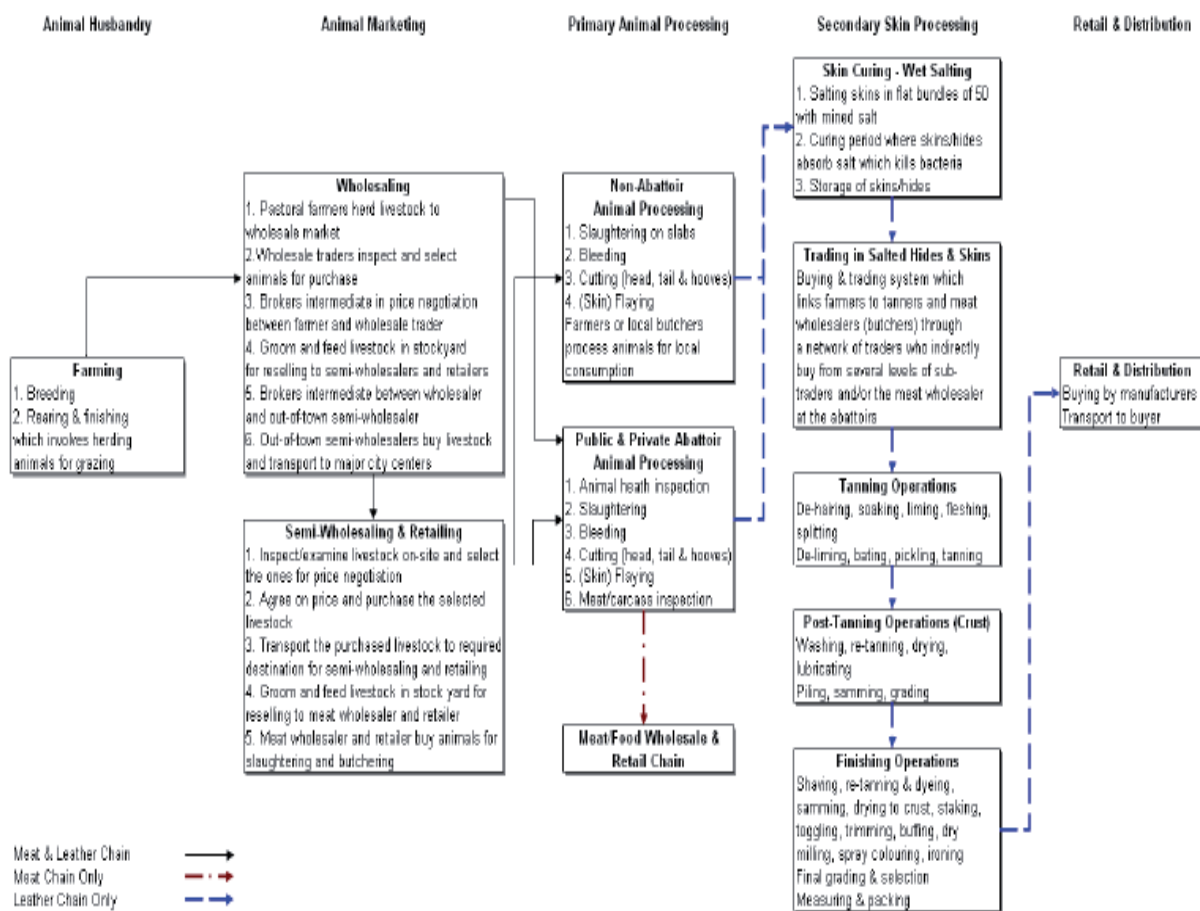 Animal Husbandry
Animal Marketing
Primary Animal Processing
Secondary Skin Processing
Retail & Distribution
Farming
1. Breeding
2. Rearing & finishing
which involves herding
animals for grazing
Wholesaling
1. Pastoral farmers herd livestock to
wholesale market
2.Wholesale traders inspect and select
animals for purchase
3. Brokers intermediate in price negotiation
between farmer and wholesale trader
4. Groom and feed livestock in stockyard
for reselling to semi-wholesalers and retailers
5. Brokers intermediate between wholesaler
and out-of-town semi-wholesaler
6. Out-of-town semi-wholesalers buy livestock
and transport to major city centers
Semi-Wholesaling & Retailing
1. Inspect/examine livestock on-site and select
the ones for price negotiation
2. Agree on price and purchase the selected
livestock
3. Transport the purchased livestock to required
destination for semi-wholesaling and retailing
4. Groom and feed livestock in stock yard for
reselling to meat wholesaler and retailer
5. Meat wholesaler and retailer buy animals for
slaughtering and butchering
Non-Abattoir
Animal Processing
1. Slaughtering on slabs
2. Bleeding
3. Cutting (head, tail & hooves)
4. (Skin) Flaying
Farmers or local butchers
process animals for local
consumption
Public & Private Abattoir
Animal Processing
1. Animal heath inspection
2. Slaughtering
3. Bleeding
4. Cutting (head, tail & hooves)
5. (Skin) Flaying
6. Meat/carcass inspection
Meat/Food Wholesale &
Retail Chain
Skin Curing - Wet Salting
1. Salting skins in flat bundles of 50
with mined salt
2. Curing period where skins/hides
absorb salt which kills bacteria
3. Storage of skins/hides
Trading in Salted Hides & Skins
Buying & trading system which
links farmers to tanners and meat
wholesalers (butchers) through
a network of traders who indirectly
buy from several levels of sub-
traders and/or the meat wholesaler
at the abattoirs
Tanning Operations
De-hairing, soaking, liming, fleshing,
splitting
De-liming, bating, pickling, tanning
Post-Tanning Operations (Crust)
Washing, re-tanning, drying,
lubricating
Piling, samming, grading
Finishing Operations
Shaving, re-tanning & dyeing,
samming, drying to crust, staking,
toggling, trimming, buffing, dry
milling, spray colouring, ironing
Final grading & selection
Measuring & packing
Retail & Distribution
Buying by manufacturers
Transport to buyer
Meat & Leather Chain
Meat Chain Only
Leather Chain Only